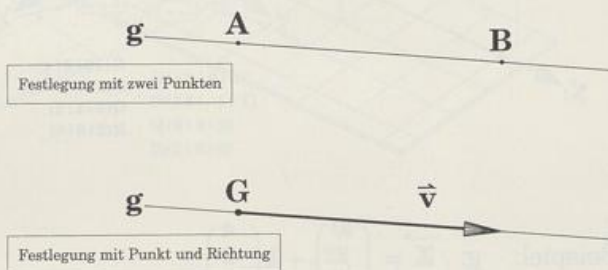 g A B
Festlegung mit zwei Punkten
g G v⃗
Festlegung mit Punkt und Richtung